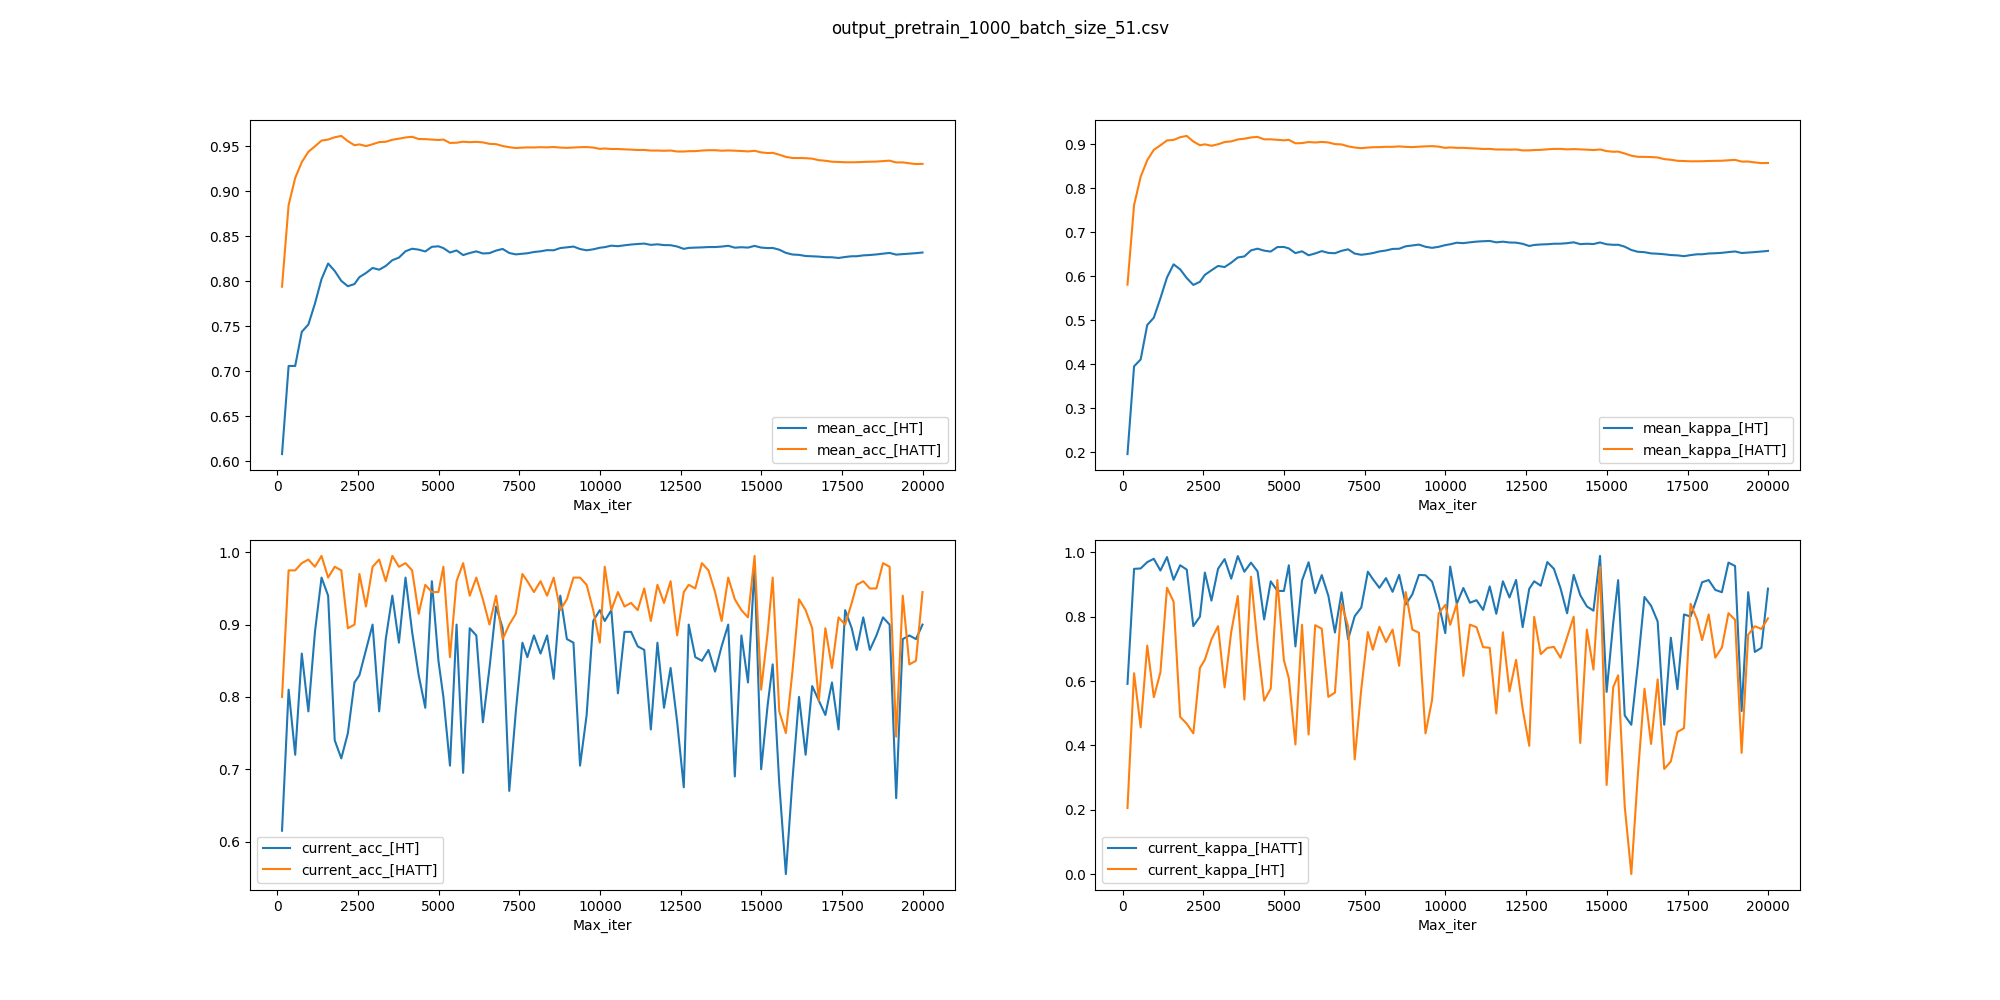 output_pretrain_1000_batch_size_51.csv
0.95
0.90
0.85
0.80
0.75
0.70
0.65
0.60
mean_acc_[HT]
mean_acc_[HATT]
0 2500 5000 7500 10000 12500 15000 17500 20000
Max_iter
0.9
0.8
0.7
0.6
0.5
0.4
0.3
0.2
mean_kappa_[HT]
mean_kappa_[HATT]
0 2500 5000 7500 10000 12500 15000 17500 20000
Max_iter
1.0
0.9
0.8
0.7
0.6
current_acc_[HT]
current_acc_[HATT]
0 2500 5000 7500 10000 12500 15000 17500 20000
Max_iter
1.0
0.8
0.6
0.4
0.2
0.0
current_kappa_[HATT]
current_kappa_[HT]
0 2500 5000 7500 10000 12500 15000 17500 20000
Max_iter